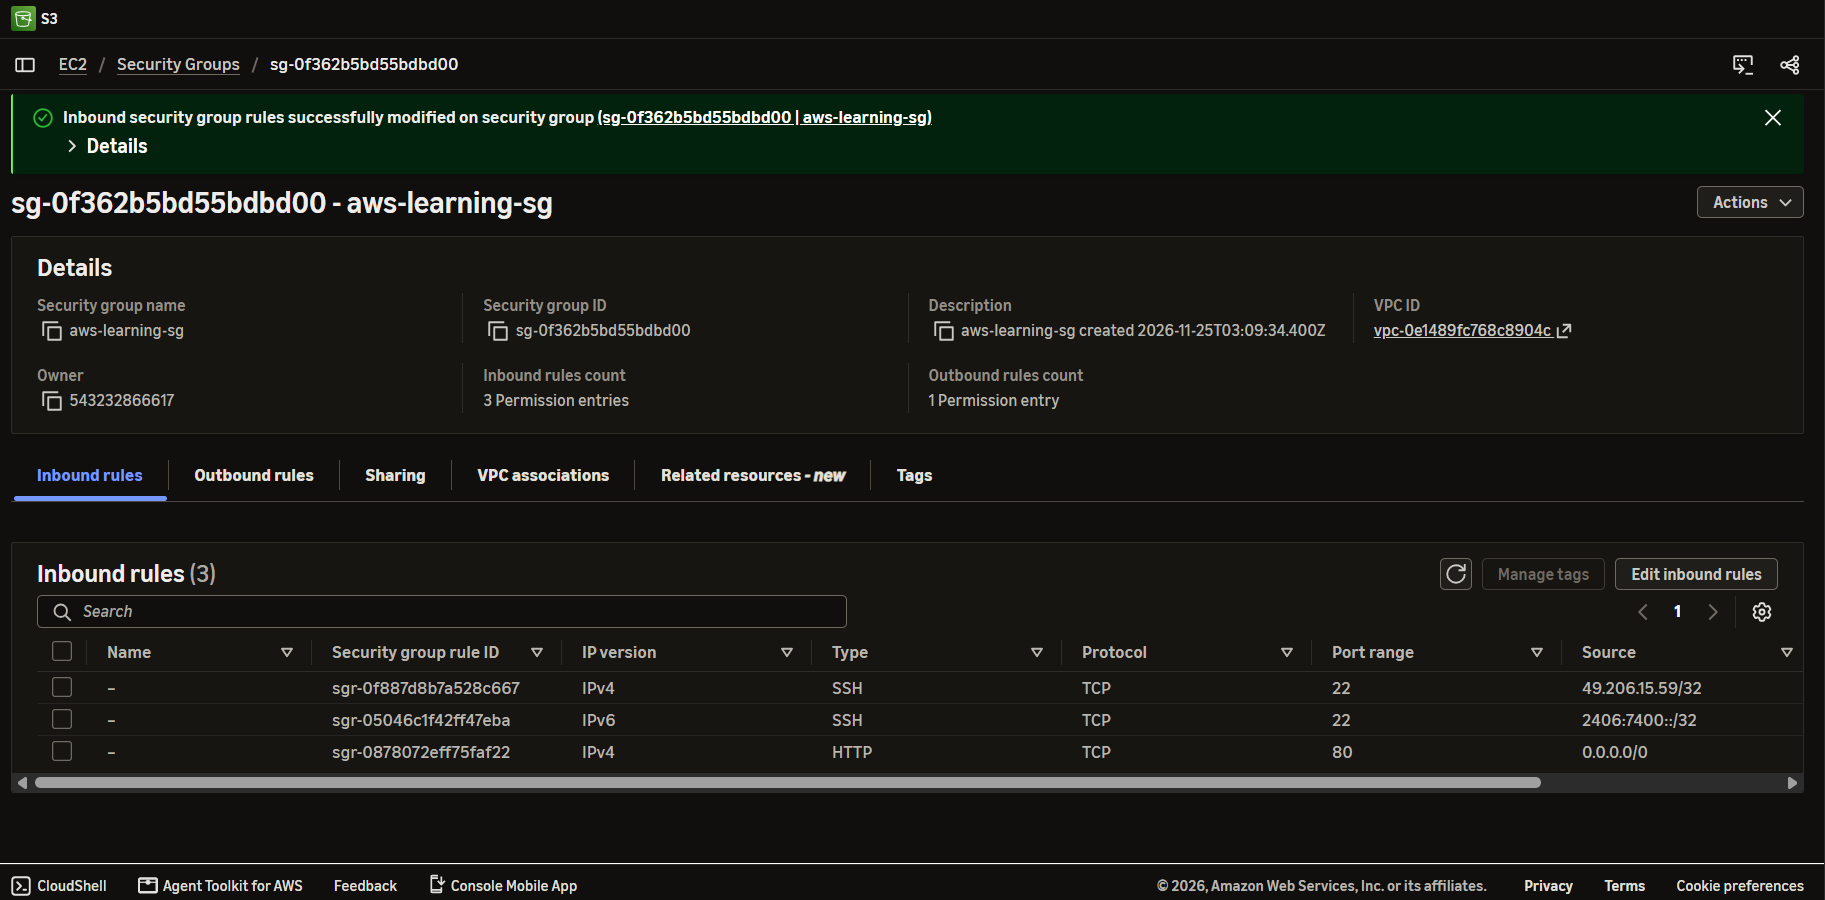 S3
EC2 / Security Groups / sg-0f362b5bd55bdbd00
Inbound security group rules successfully modified on security group (sg-0f362b5bd55bdbd00 | aws-learning-sg)
Details
sg-0f362b5bd55bdbd00 - aws-learning-sg
Actions
Details
Security group name Security group ID Description VPC ID
aws-learning-sg sg-0f362b5bd55bdbd00 aws-learning-sg created 2026-11-25T03:09:34.400Z vpc-0e1489fc768c8904c
Owner Inbound rules count Outbound rules count
543232866617 3 Permission entries 1 Permission entry
Inbound rules Outbound rules Sharing VPC associations Related resources - new Tags
Inbound rules (3) Manage tags Edit inbound rules
Search 1
Name Security group rule ID IP version Type Protocol Port range Source
– sgr-0f887d8b7a528c667 IPv4 SSH TCP 22 49.206.15.59/32
– sgr-05046c1f42ff47eba IPv6 SSH TCP 22 2406:7400::/32
– sgr-0878072eff75faf22 IPv4 HTTP TCP 80 0.0.0.0/0
CloudShell Agent Toolkit for AWS Feedback Console Mobile App © 2026, Amazon Web Services, Inc. or its affiliates. Privacy Terms Cookie preferences